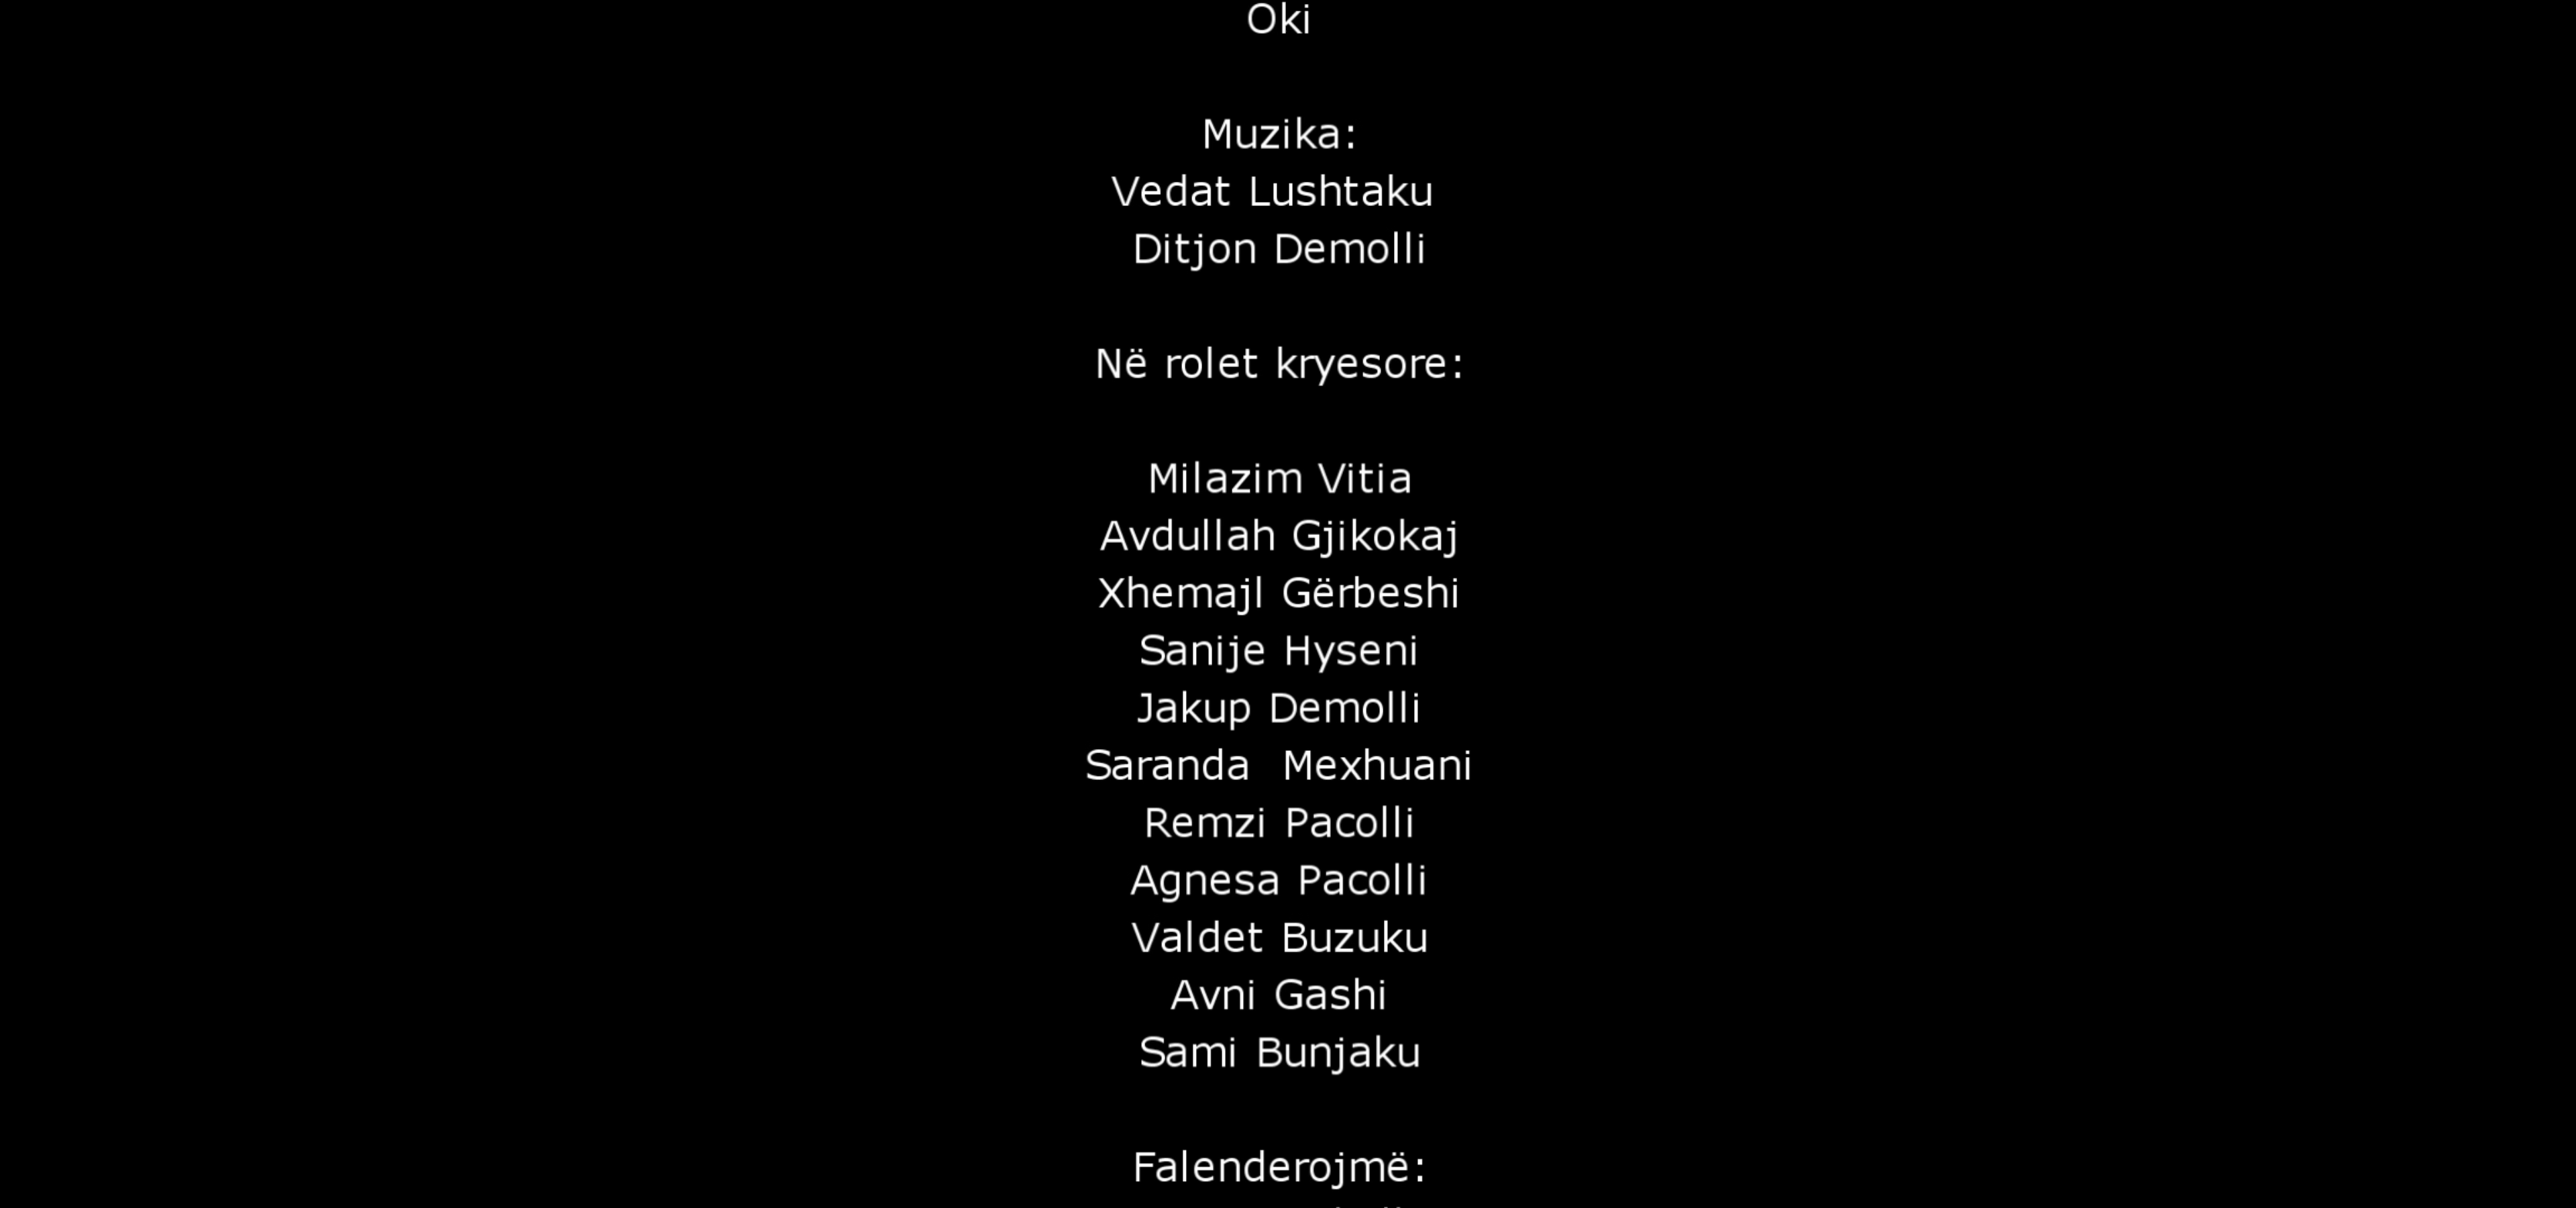 Oki
Muzika:
Vedat Lushtaku
Ditjon Demolli
Në rolet kryesore:
Milazim Vitia
Avdullah Gjikokaj
Xhemajl Gërbeshi
Sanije Hyseni
Jakup Demolli
Saranda  Mexhuani
Remzi Pacolli
Agnesa Pacolli
Valdet Buzuku
Avni Gashi
Sami Bunjaku
Falenderojmë: